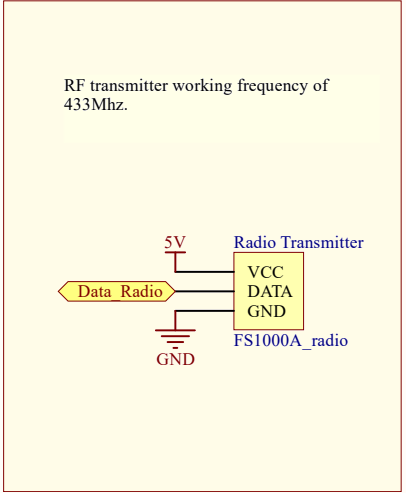 RF transmitter working frequency of
433Mhz.
5V
Radio Transmitter
VCC
Data_Radio
DATA
GND
FS1000A_radio
GND